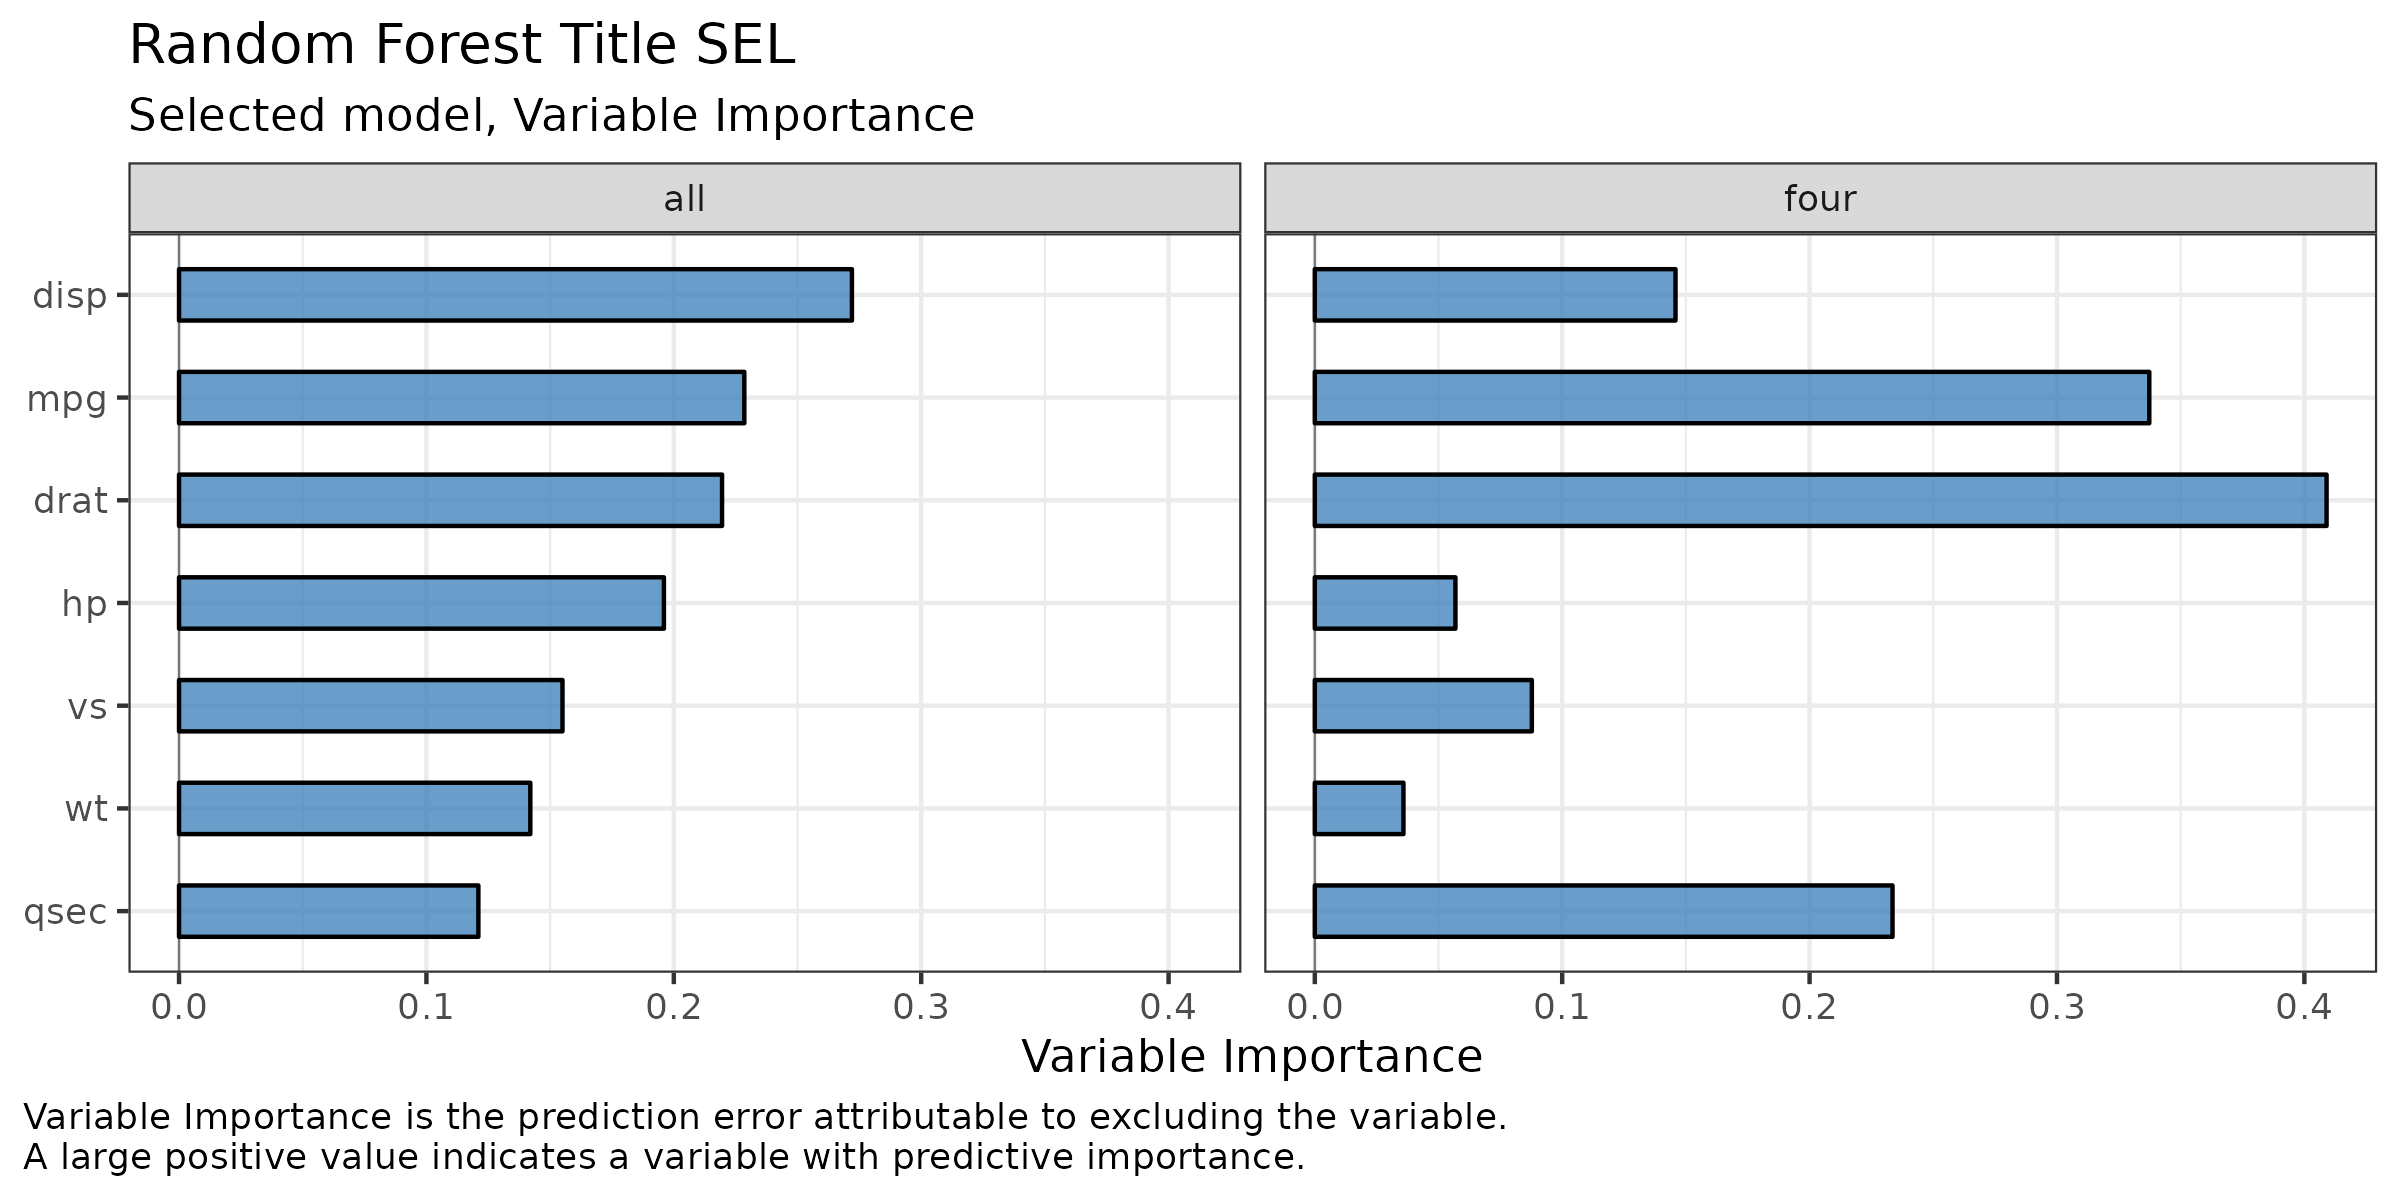 Random Forest Title SEL
Selected model, Variable Importance
all
four
disp
mpg
drat
hp
vs
wt
qsec
0.0 0.1 0.2 0.3 0.4
0.0 0.1 0.2 0.3 0.4
Variable Importance
Variable Importance is the prediction error attributable to excluding the variable.
A large positive value indicates a variable with predictive importance.